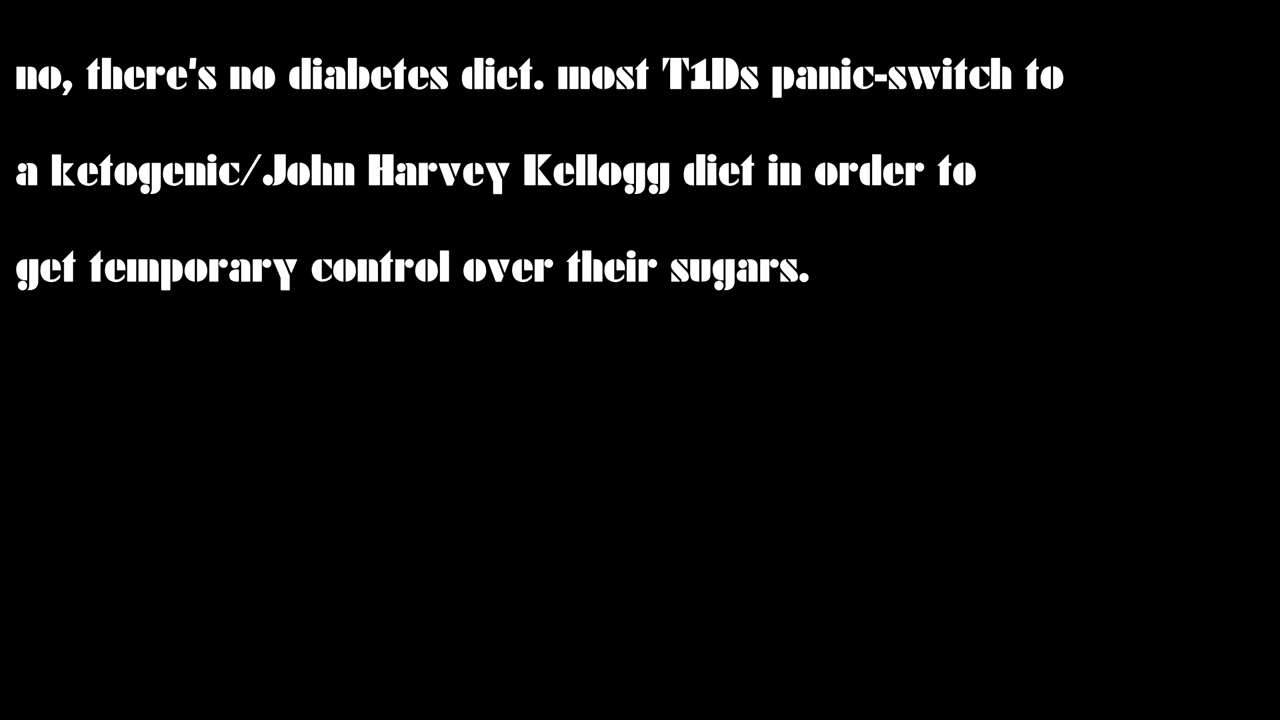 no, there's no diabetes diet. most T1Ds panic-switch to
a ketogenic/John Harvey Kellogg diet in order to
get temporary control over their sugars.